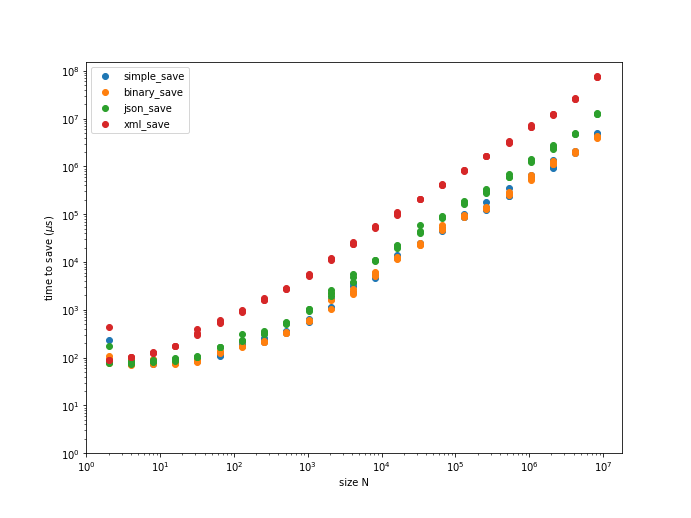 10⁸
10⁷
10⁶
10⁵
10⁴
10³
10²
10¹
10⁰
time to save (μs)
simple_save
binary_save
json_save
xml_save
10⁰ 10¹ 10² 10³ 10⁴ 10⁵ 10⁶ 10⁷
size N